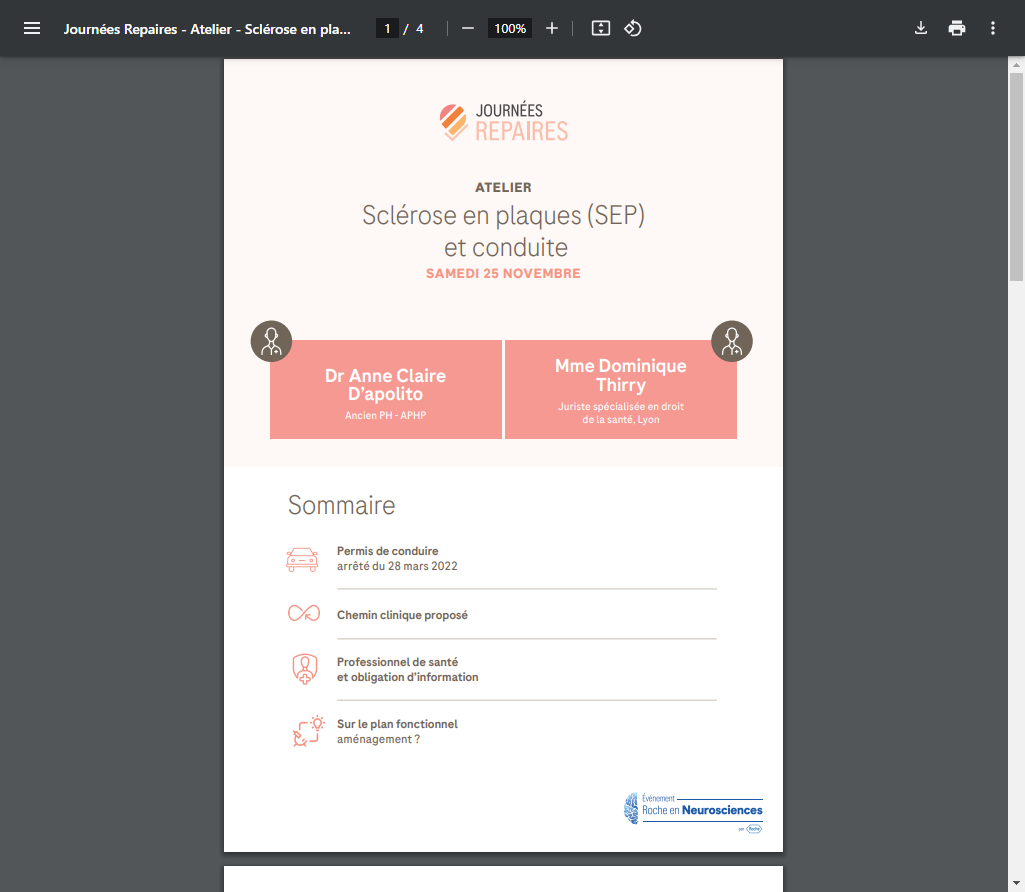 Journées Repaires - Atelier - Sclérose en pla...
1 / 4
100%
JOURNÉES
REPAIRES
ATELIER
Sclérose en plaques (SEP)
et conduite
SAMEDI 25 NOVEMBRE
Dr Anne Claire
D'apolito
Ancien PH - APHP
Mme Dominique
Thirry
Juriste spécialisée en droit
de la santé, Lyon
Sommaire
Permis de conduire
arrêté du 28 mars 2022
Chemin clinique proposé
Professionnel de santé
et obligation d'information
Sur le plan fonctionnel
aménagement ?
Événement
Roche en Neurosciences
par Roche